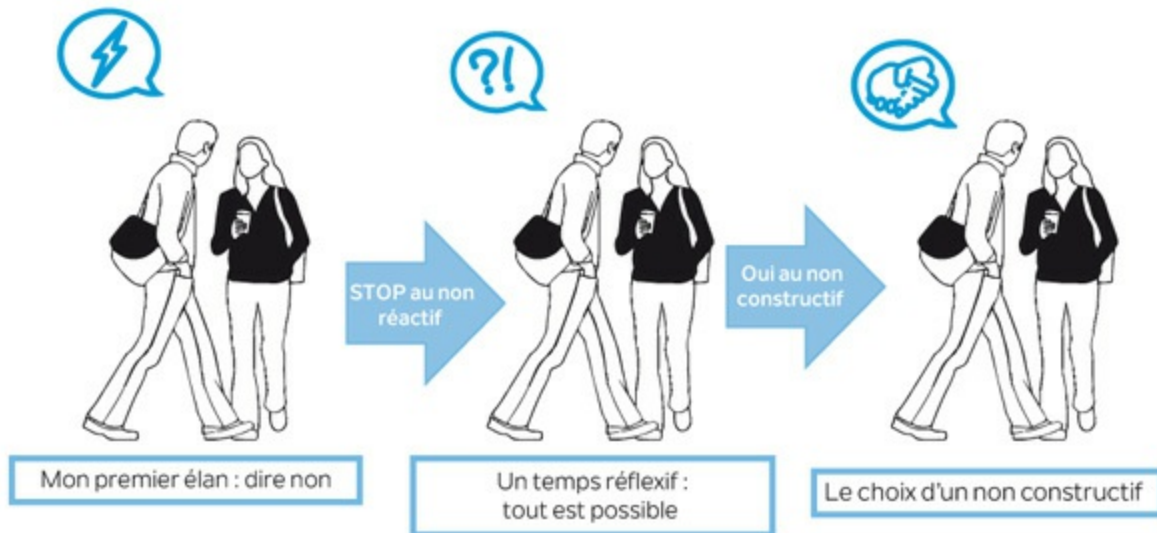 ?!
STOP au non
réactif
Oui au non
constructif
Mon premier élan : dire non
Un temps réflexif :
tout est possible
Le choix d'un non constructif